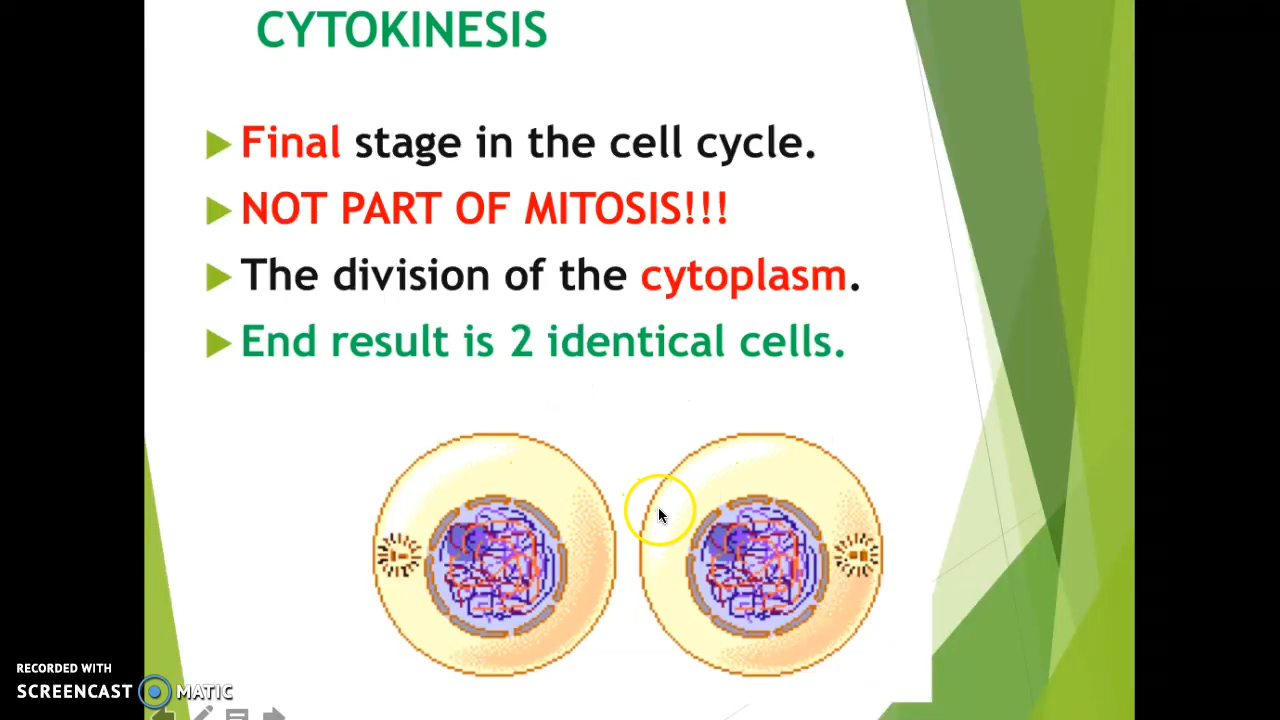 CYTOKINESIS
Final stage in the cell cycle.
NOT PART OF MITOSIS!!!
The division of the cytoplasm.
End result is 2 identical cells.
RECORDED WITH
SCREENCAST MATIC